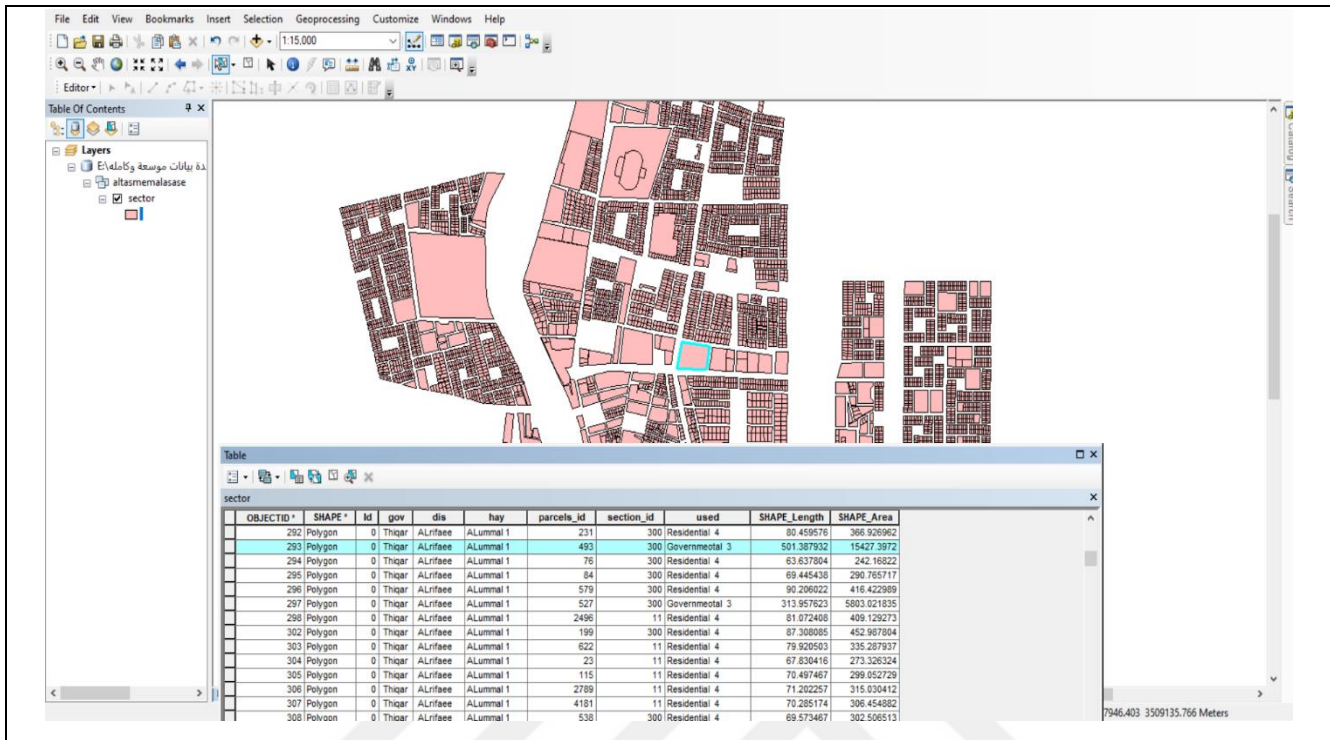 File Edit View Bookmarks Insert Selection Geoprocessing Customize Windows Help
1:15,000
Editor
Table Of Contents
Layers
E:\دة بيانات موسعة وكامله
altasmemalasase
sector
Catalog
Search
Table
sector
OBJECTID * SHAPE * Id gov dis hay parcels_id section_id used SHAPE_Length SHAPE_Area
292 Polygon 0 Thiqar ALrifaee ALummal 1 231 300 Residential 4 80.459576 366.926962
293 Polygon 0 Thiqar ALrifaee ALummal 1 493 300 Governmeotal 3 501.387932 15427.3972
294 Polygon 0 Thiqar ALrifaee ALummal 1 76 300 Residential 4 63.637804 242.16822
295 Polygon 0 Thiqar ALrifaee ALummal 1 84 300 Residential 4 69.445438 290.765717
296 Polygon 0 Thiqar ALrifaee ALummal 1 579 300 Residential 4 90.206022 416.422989
297 Polygon 0 Thiqar ALrifaee ALummal 1 527 300 Governmeotal 3 313.957623 5803.021835
298 Polygon 0 Thiqar ALrifaee ALummal 1 2496 11 Residential 4 81.072408 409.129273
302 Polygon 0 Thiqar ALrifaee ALummal 1 199 300 Residential 4 87.308085 452.987804
303 Polygon 0 Thiqar ALrifaee ALummal 1 622 11 Residential 4 79.920503 335.287937
304 Polygon 0 Thiqar ALrifaee ALummal 1 23 11 Residential 4 67.830416 273.326324
305 Polygon 0 Thiqar ALrifaee ALummal 1 115 11 Residential 4 70.497467 299.052729
306 Polygon 0 Thiqar ALrifaee ALummal 1 2789 11 Residential 4 71.202257 315.030412
307 Polygon 0 Thiqar ALrifaee ALummal 1 4181 11 Residential 4 70.285174 306.454882
308 Polygon 0 Thiqar ALrifaee ALummal 1 538 300 Residential 4 69.573467 302.506513
7946.403 3509135.766 Meters